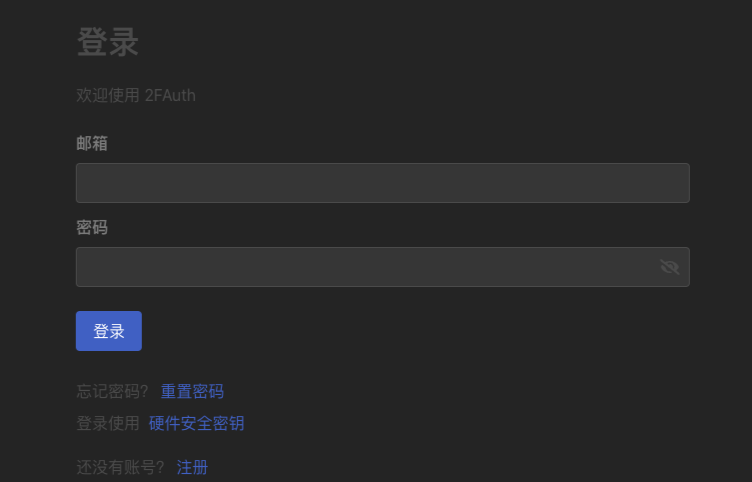 登录
欢迎使用 2FAuth
邮箱
密码
登录
忘记密码? 重置密码
登录使用 硬件安全密钥
还没有账号? 注册